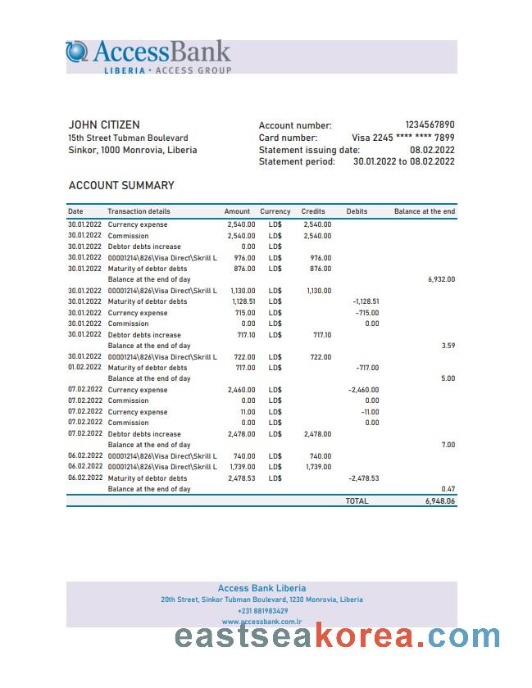 AccessBank
LIBERIA • ACCESS GROUP
JOHN CITIZEN
15th Street Tubman Boulevard
Sinkor, 1000 Monrovia, Liberia
Account number: 1234567890
Card number: Visa 2245 **** **** 7899
Statement issuing date: 08.02.2022
Statement period: 30.01.2022 to 08.02.2022
ACCOUNT SUMMARY
Date Transaction details Amount Currency Credits Debits Balance at the end
30.01.2022 Currency expense 2,540.00 LD$ 2,540.00
30.01.2022 Commission 2,540.00 LD$ 2,540.00
30.01.2022 Debtor debts increase 0.00 LD$
30.01.2022 00001214\826\Visa Direct\Skrill L 976.00 LD$ 976.00
30.01.2022 Maturity of debtor debts 876.00 LD$ 876.00
Balance at the end of day 6,932.00
30.01.2022 00001214\826\Visa Direct\Skrill L 1,130.00 LD$ 1,130.00
30.01.2022 Maturity of debtor debts 1,128.51 LD$ -1,128.51
30.01.2022 Currency expense 715.00 LD$ -715.00
30.01.2022 Commission 0.00 LD$ 0.00
30.01.2022 Debtor debts increase 717.10 LD$ 717.10
Balance at the end of day 3.59
30.01.2022 00001214\826\Visa Direct\Skrill L 722.00 LD$ 722.00
01.02.2022 Maturity of debtor debts 717.00 LD$ -717.00
Balance at the end of day 5.00
07.02.2022 Currency expense 2,460.00 LD$ -2,460.00
07.02.2022 Commission 0.00 LD$ 0.00
07.02.2022 Currency expense 11.00 LD$ -11.00
07.02.2022 Commission 0.00 LD$ 0.00
07.02.2022 Debtor debts increase 2,478.00 LD$ 2,478.00
Balance at the end of day 7.00
06.02.2022 00001214\826\Visa Direct\Skrill L 740.00 LD$ 740.00
06.02.2022 00001214\826\Visa Direct\Skrill L 1,739.00 LD$ 1,739.00
06.02.2022 Maturity of debtor debts 2,478.53 LD$ -2,478.53
Balance at the end of day 0.47
TOTAL 6,948.06
Access Bank Liberia
20th Street, Sinkor Tubman Boulevard, 1230 Monrovia, Liberia
+231 881983429
www.accessbank.com.lr
eastseakorea.com